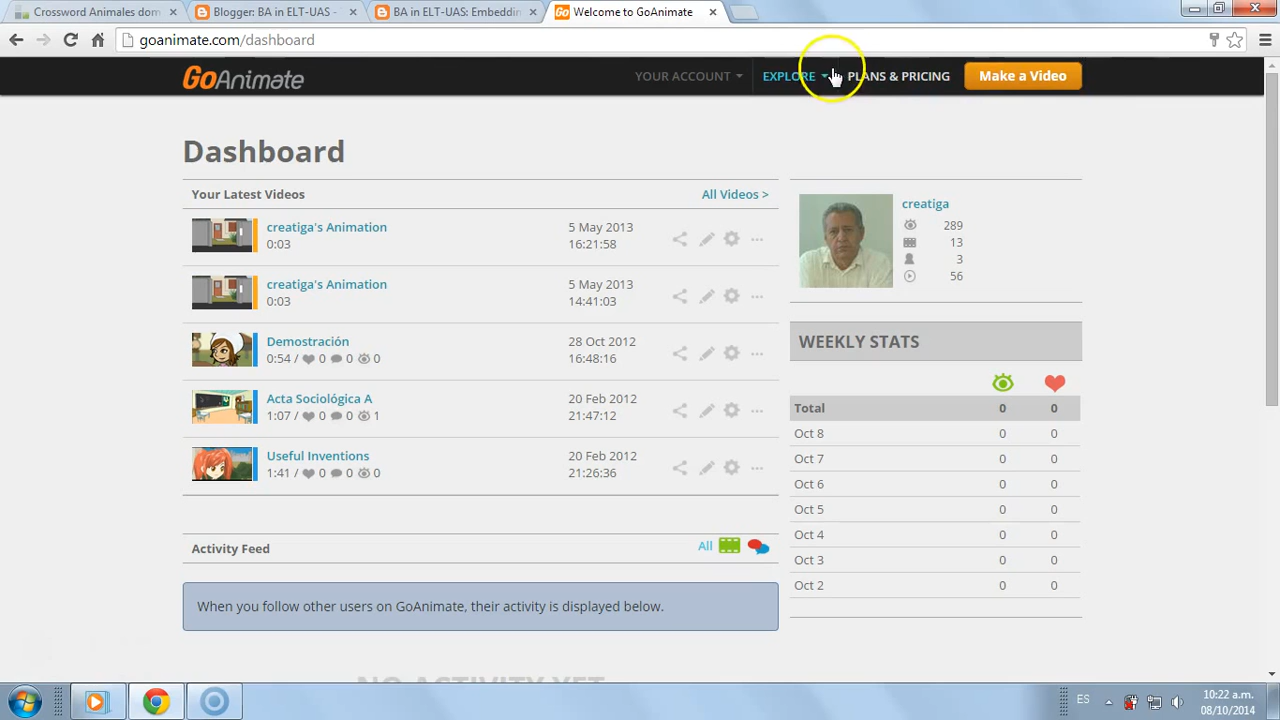 Crossword Animales dom
Blogger: BA in ELT-UAS -
BA in ELT-UAS: Embeddin
Welcome to GoAnimate
goanimate.com/dashboard
GoAnimate
YOUR ACCOUNT
EXPLORE
PLANS & PRICING
Make a Video
Dashboard
Your Latest Videos
All Videos >
creatiga's Animation
0:03
5 May 2013
16:21:58
creatiga's Animation
0:03
5 May 2013
14:41:03
Demostración
0:54 / 0 0 0
28 Oct 2012
16:48:16
Acta Sociológica A
1:07 / 0 0 1
20 Feb 2012
21:47:12
Useful Inventions
1:41 / 0 0 0
20 Feb 2012
21:26:36
creatiga
289
13
3
56
WEEKLY STATS
Total 0 0
Oct 8 0 0
Oct 7 0 0
Oct 6 0 0
Oct 5 0 0
Oct 4 0 0
Oct 3 0 0
Oct 2 0 0
Activity Feed
All
When you follow other users on GoAnimate, their activity is displayed below.
NO ACTIVITY YET
ES
10:22 a.m.
08/10/2014